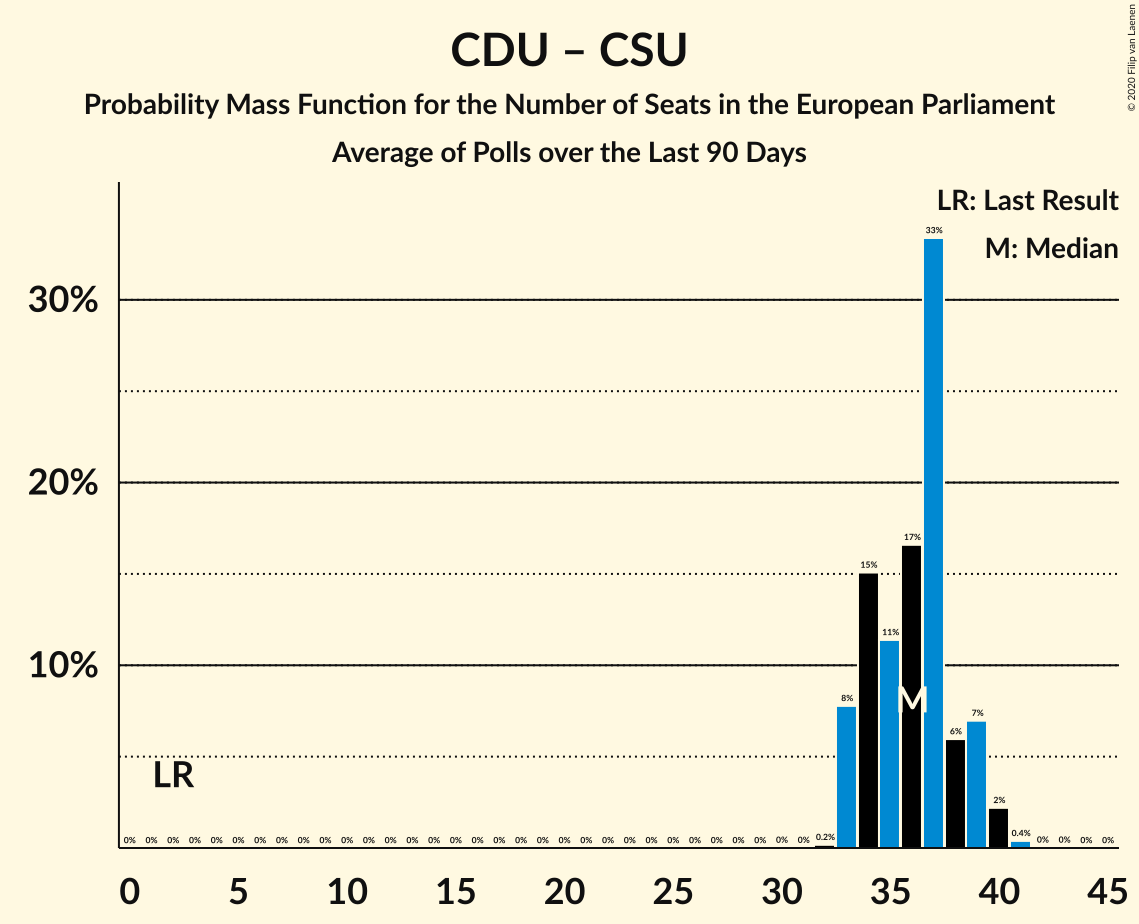 CDU – CSU
Probability Mass Function for the Number of Seats in the European Parliament
Average of Polls over the Last 90 Days
© 2020 Filip van Laenen
LR: Last Result
M: Median
33%
30%
20%
17%
15%
11%
10%
M
8%
7%
6%
LR
2%
0.4%
0.2%
0% 0% 0% 0% 0% 0% 0% 0% 0% 0% 0% 0% 0% 0% 0% 0% 0% 0% 0% 0% 0% 0% 0% 0% 0% 0% 0% 0% 0% 0% 0% 0% 0% 0% 0% 0%
0 5 10 15 20 25 30 35 40 45